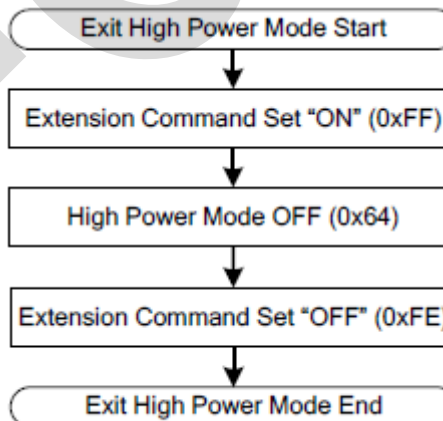 Exit High Power Mode Start
Extension Command Set “ON” (0xFF)
High Power Mode OFF (0x64)
Extension Command Set “OFF” (0xFE)
Exit High Power Mode End